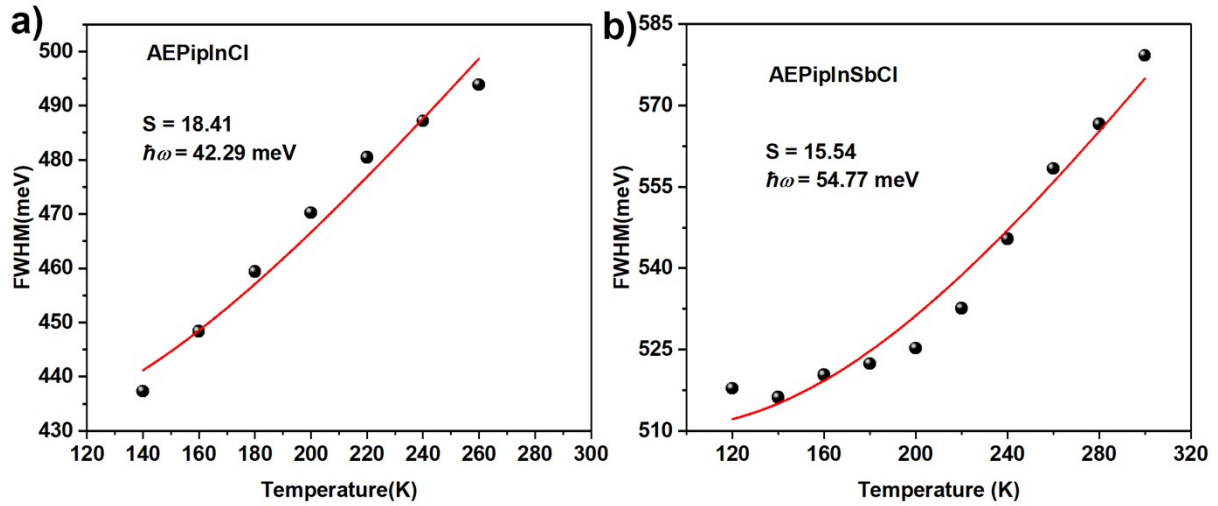 a)
AEPipInCl
S = 18.41
ℏω = 42.29 meV
FWHM(meV)
500
490
480
470
460
450
440
430
120 140 160 180 200 220 240 260 280 300
Temperature(K)
b)
AEPipInSbCl
S = 15.54
ℏω = 54.77 meV
FWHM(meV)
585
570
555
540
525
510
120 160 200 240 280 320
Temperature (K)